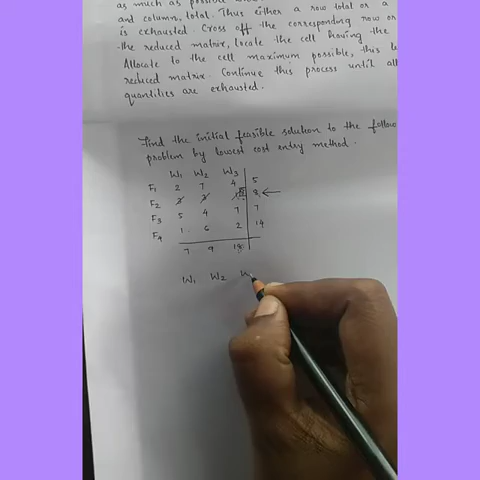 as much as possible
and column, total. Thus either a row total or a
is exhausted. Cross off the corresponding row or
the reduced matrix, locate the cell having the
Allocate to the cell maximum possible, this
reduced matrix. Continue this process until all
quantities are exhausted.
Find the initial feasible solution to the follow
problem by lowest cost entry method.
W1 W2 W3
F1 2 7 4 5
F2 3 3 1 8 8
F3 5 4 7 7
F4 1 6 2 14
7 9 18
W1 W2 W